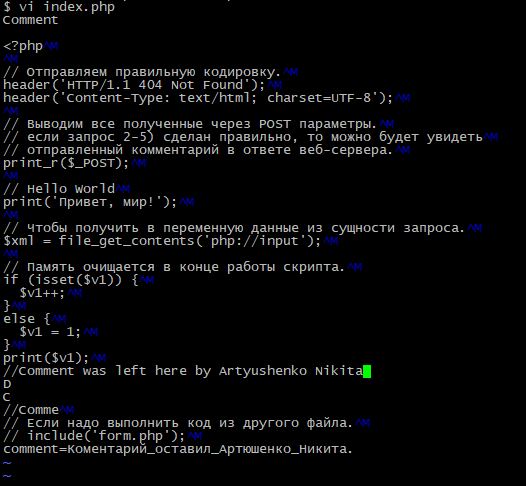 $ vi index.php
Comment
<?php^M
^M
// Отправляем правильную кодировку.^M
header('HTTP/1.1 404 Not Found');^M
header('Content-Type: text/html; charset=UTF-8');^M
^M
// Выводим все полученные через POST параметры.^M
// если запрос 2-5) сделан правильно, то можно будет увидеть^M
// отправленный комментарий в ответе веб-сервера.^M
print_r($_POST);^M
^M
// Hello World^M
print('Привет, мир!');^M
^M
// Чтобы получить в переменную данные из сущности запроса.^M
$xml = file_get_contents('php://input');^M
^M
// Память очищается в конце работы скрипта.^M
if (isset($v1)) {^M
  $v1++;^M
}^M
else {^M
  $v1 = 1;^M
}^M
print($v1);^M
//Comment was left here by Artyushenko Nikita
D
C
//Comme^M
// Если надо выполнить код из другого файла.^M
// include('form.php');^M
comment=Коментарий_оставил_Артюшенко_Никита.
~
~